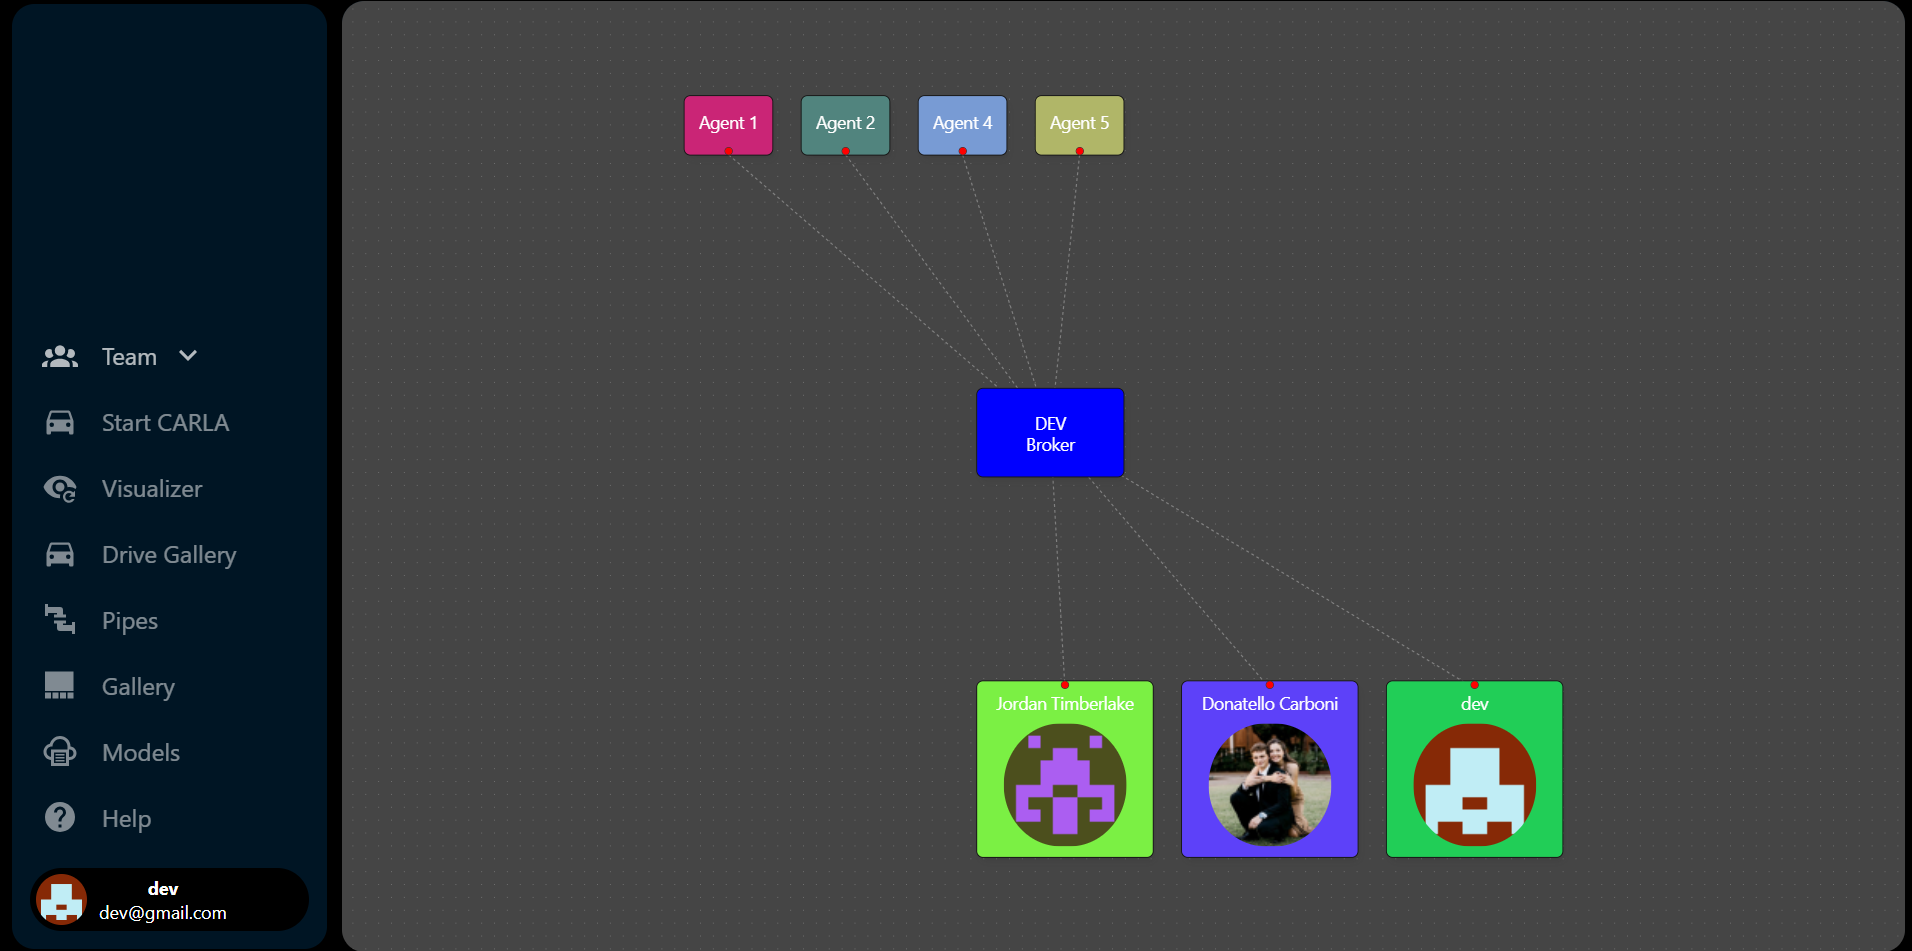 Team
Start CARLA
Visualizer
Drive Gallery
Pipes
Gallery
Models
Help
dev
dev@gmail.com
Agent 1
Agent 2
Agent 4
Agent 5
DEV
Broker
Jordan Timberlake
Donatello Carboni
dev